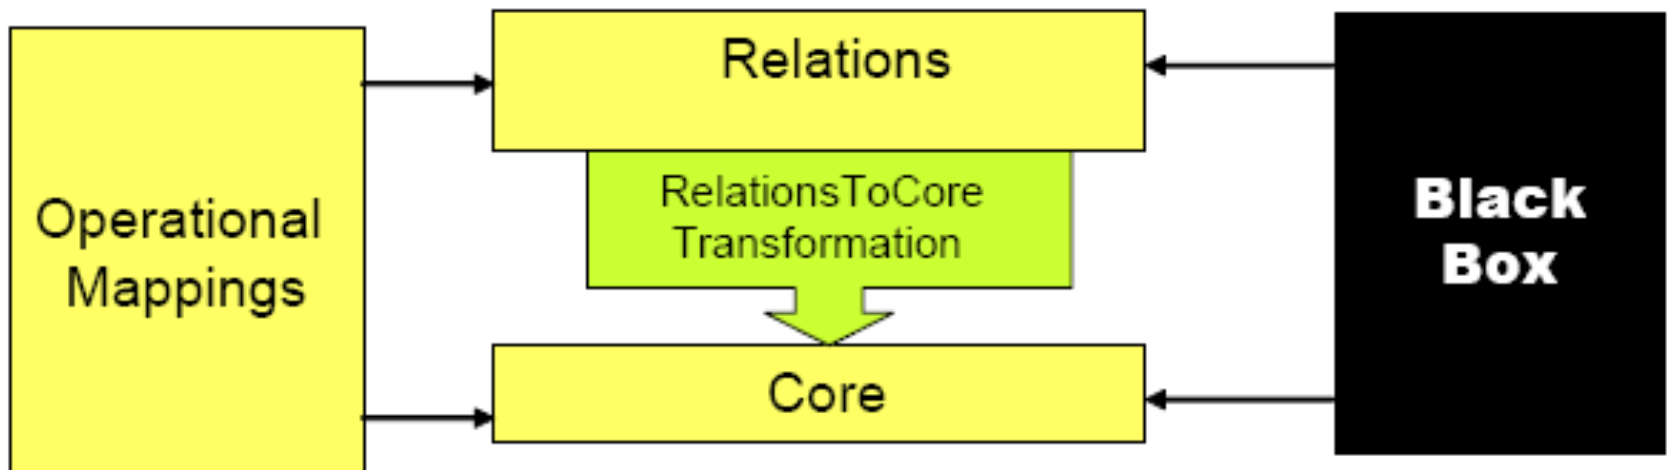 Relations
RelationsToCore
Transformation
Operational
Mappings
Black
Box
Core